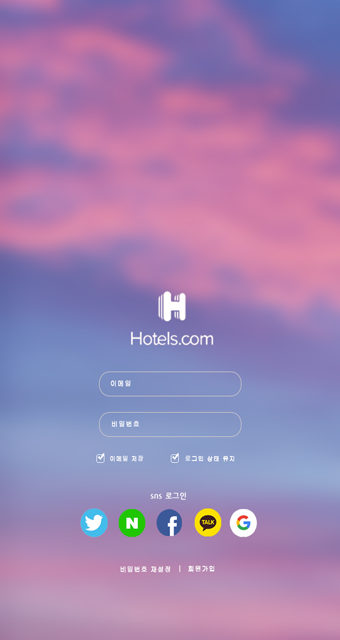 H
Hotels.com
이메일
비밀번호
이메일 저장 로그인 상태 유지
sns 로그인
N f TALK G
비밀번호 재설정 | 회원가입